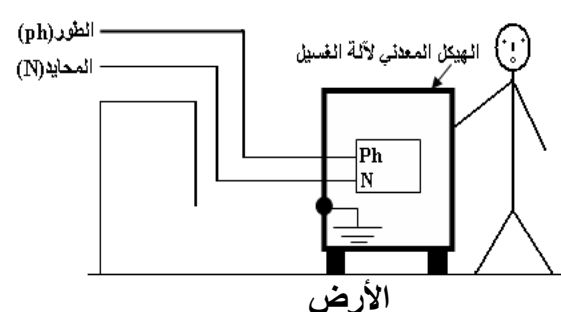 الطور(ph)
المحايد(N)
الهيكل المعدني لآلة الغسيل
Ph
N
الأرض